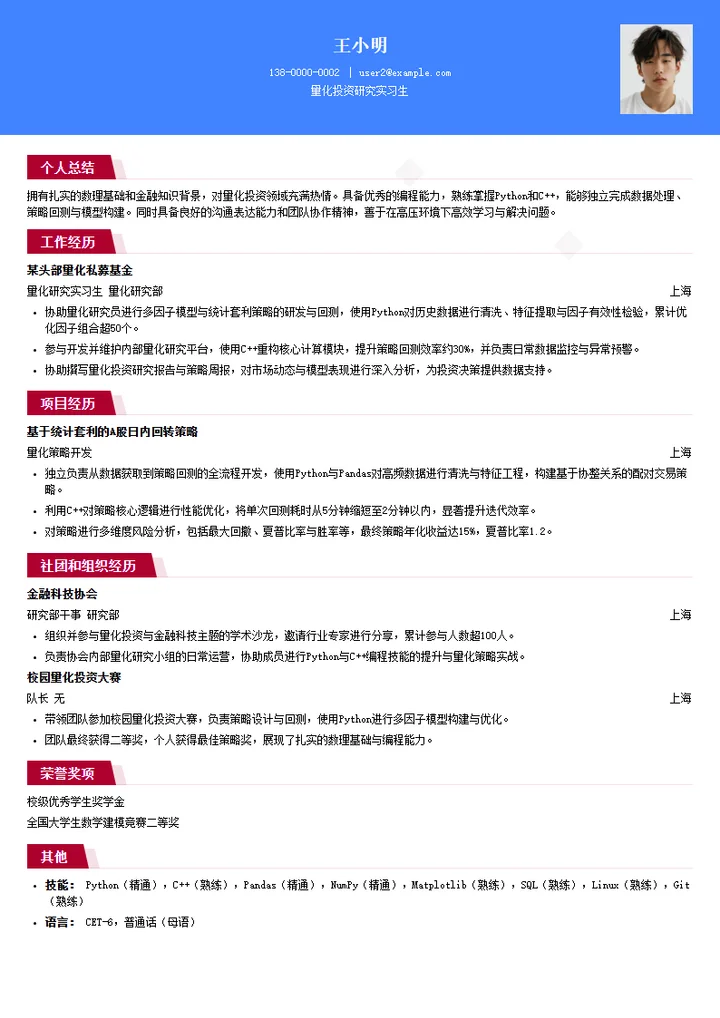 王小明
138-0000-0002 | user2@example.com
量化投资研究实习生
个人总结
拥有扎实的数理基础和金融知识背景，对量化投资领域充满热情。具备优秀的编程能力，熟练掌握Python和C++，能够独立完成数据处理、
策略回测与模型构建。同时具备良好的沟通表达能力和团队协作精神，善于在高压环境下高效学习与解决问题。
工作经历
某头部量化私募基金
量化研究实习生 量化研究部 上海
• 协助量化研究员进行多因子模型与统计套利策略的研发与回测，使用Python对历史数据进行清洗、特征提取与因子有效性检验，累计优
化因子组合超50个。
• 参与开发并维护内部量化研究平台，使用C++重构核心计算模块，提升策略回测效率约30%，并负责日常数据监控与异常预警。
• 协助撰写量化投资研究报告与策略周报，对市场动态与模型表现进行深入分析，为投资决策提供数据支持。
项目经历
基于统计套利的A股日内回转策略
量化策略开发 上海
• 独立负责从数据获取到策略回测的全流程开发，使用Python与Pandas对高频数据进行清洗与特征工程，构建基于协整关系的配对交易策
略。
• 利用C++对策略核心逻辑进行性能优化，将单次回测耗时从5分钟缩短至2分钟以内，显著提升迭代效率。
• 对策略进行多维度风险分析，包括最大回撤、夏普比率与胜率等，最终策略年化收益达15%，夏普比率1.2。
社团和组织经历
金融科技协会
研究部干事 研究部 上海
• 组织并参与量化投资与金融科技主题的学术沙龙，邀请行业专家进行分享，累计参与人数超100人。
• 负责协会内部量化研究小组的日常运营，协助成员进行Python与C++编程技能的提升与量化策略实战。
校园量化投资大赛
队长 无 上海
• 带领团队参加校园量化投资大赛，负责策略设计与回测，使用Python进行多因子模型构建与优化。
• 团队最终获得二等奖，个人获得最佳策略奖，展现了扎实的数理基础与编程能力。
荣誉奖项
校级优秀学生奖学金
全国大学生数学建模竞赛二等奖
其他
• 技能： Python（精通），C++（熟练），Pandas（精通），NumPy（精通），Matplotlib（熟练），SQL（熟练），Linux（熟练），Git
（熟练）
• 语言： CET-6，普通话（母语）